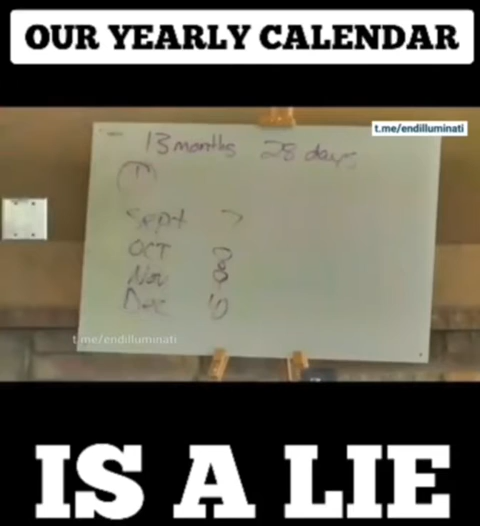 OUR YEARLY CALENDAR
t.me/endilluminati
13 months 28 days
Sept 7
OCT 8
Nov 8
Dec 10
t.me/endilluminati
IS A LIE